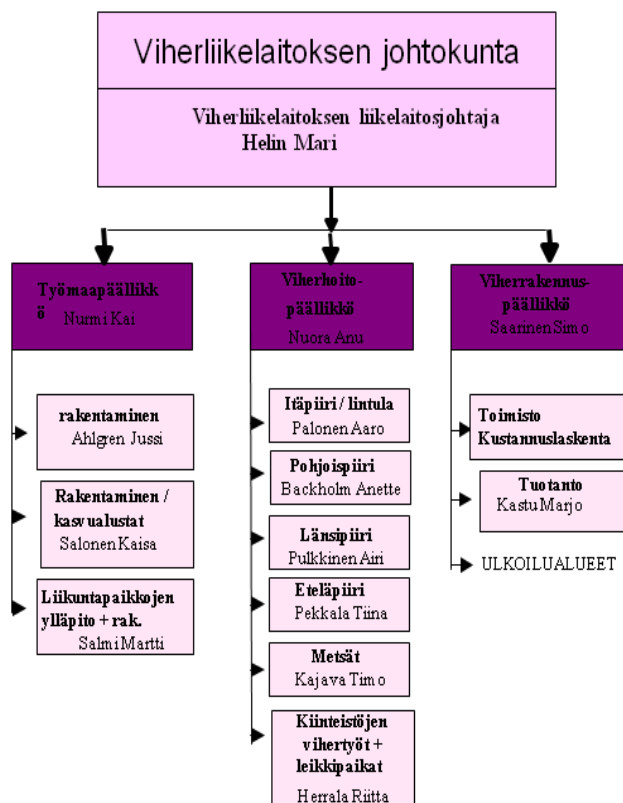 Viherliikelaitoksen johtokunta
Viherliikelaitoksen liikelaitosjohtaja
Helin Mari
Työmaapäällikk
ö
Nurmi Kai
rakentaminen
Ahlgren Jussi
Rakentaminen /
kasvualustat
Salonen Kaisa
Liikuntapaikkojen
ylläpito + rak.
Salmi Martti
Viherhoito-
päällikkö
Nuora Anu
Itäpiiri / lintula
Palonen Aaro
Pohjoispiiri
Backholm Anette
Länsipiiri
Pulkkinen Airi
Eteläpiiri
Pekkala Tiina
Metsät
Kajava Timo
Kiinteistöjen
vihertyöt +
leikkipaikat
Herrala Riitta
Viherrakennus-
päällikkö
Saarinen Simo
Toimisto
Kustannuslaskenta
Tuotanto
Kastu Marjo
ULKOILUALUEET